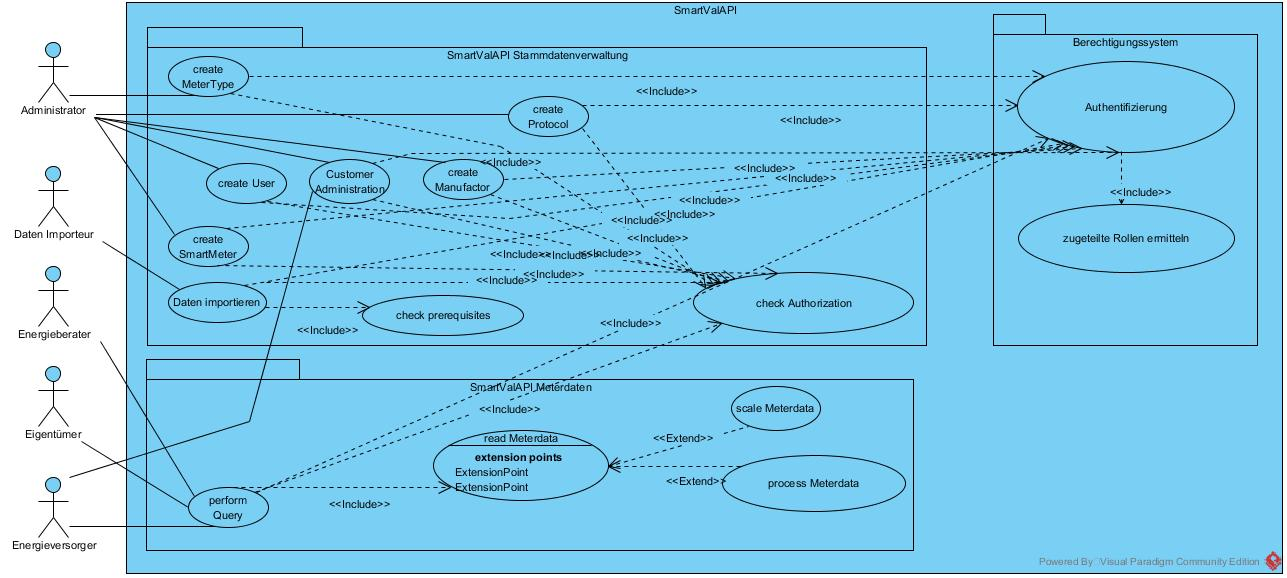 SmartValAPI
SmartValAPI Stammdatenverwaltung
Berechtigungssystem
create
MeterType
<<Include>>
Authentifizierung
Administrator
create
Protocol
<<Include>>
<<Include>>
<<Include>>
create User
Customer
Administration
create
Manufactor
<<Include>>
<<Include>>
<<Include>>
<<Include>>
<<Include>>
Daten Importeur
create
SmartMeter
<<Include>>
zugeteilte Rollen ermitteln
<<Include>>
<<Include>>
<<Include>>
<<Include>>
<<Include>>
Daten importieren
check prerequisites
check Authorization
<<Include>>
<<Include>>
Energieberater
SmartValAPI Meterdaten
<<Include>>
scale Meterdata
Eigentümer
read Meterdata
extension points
ExtensionPoint
ExtensionPoint
<<Extend>>
<<Extend>>
process Meterdata
perform
Query
<<Include>>
Energieversorger
Powered By Visual Paradigm Community Edition